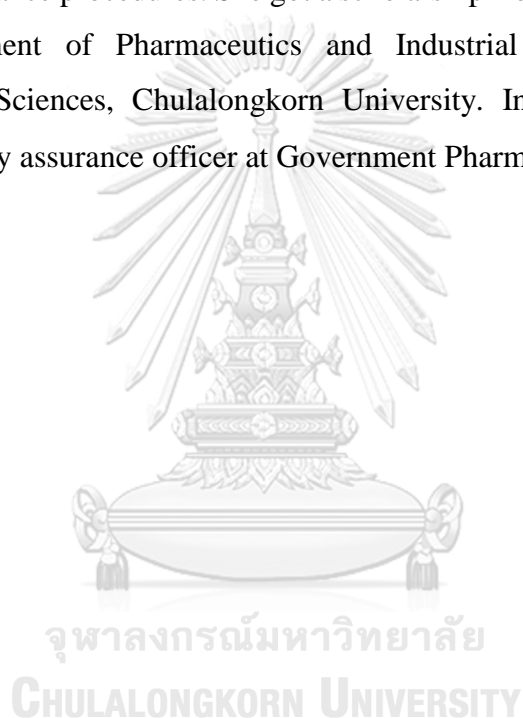 ment of Pharmaceutics and Industrial
Sciences, Chulalongkorn University. In
y assurance officer at Government Pharm
จุฬาลงกรณ์มหาวิทยาลัย
CHULALONGKORN UNIVERSITY